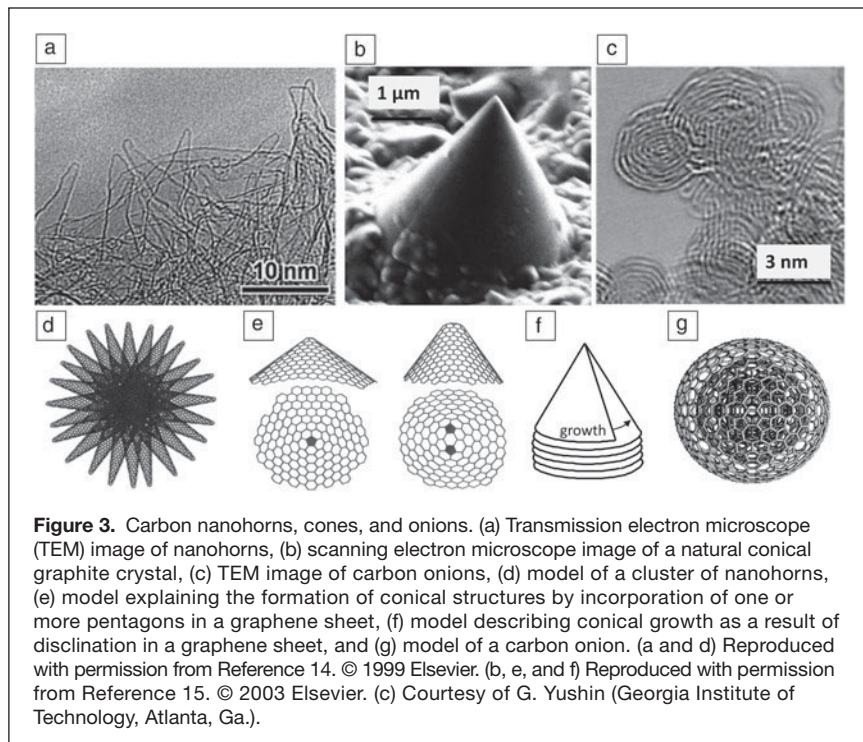 a
b
c
1 μm
10 nm
3 nm
d
e
f
g
growth
Figure 3. Carbon nanohorns, cones, and onions. (a) Transmission electron microscope
(TEM) image of nanohorns, (b) scanning electron microscope image of a natural conical
graphite crystal, (c) TEM image of carbon onions, (d) model of a cluster of nanohorns,
(e) model explaining the formation of conical structures by incorporation of one or
more pentagons in a graphene sheet, (f) model describing conical growth as a result of
disclination in a graphene sheet, and (g) model of a carbon onion. (a and d) Reproduced
with permission from Reference 14. © 1999 Elsevier. (b, e, and f) Reproduced with permission
from Reference 15. © 2003 Elsevier. (c) Courtesy of G. Yushin (Georgia Institute of
Technology, Atlanta, Ga.).